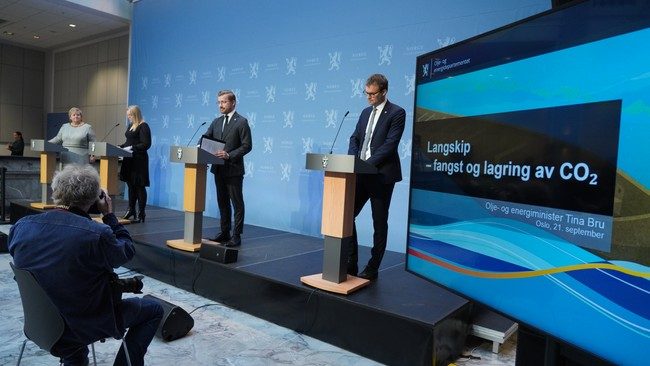 Olje- og
energidepartementet
Langskip
– fangst og lagring av CO₂
Olje- og energiminister Tina Bru
Oslo, 21. september